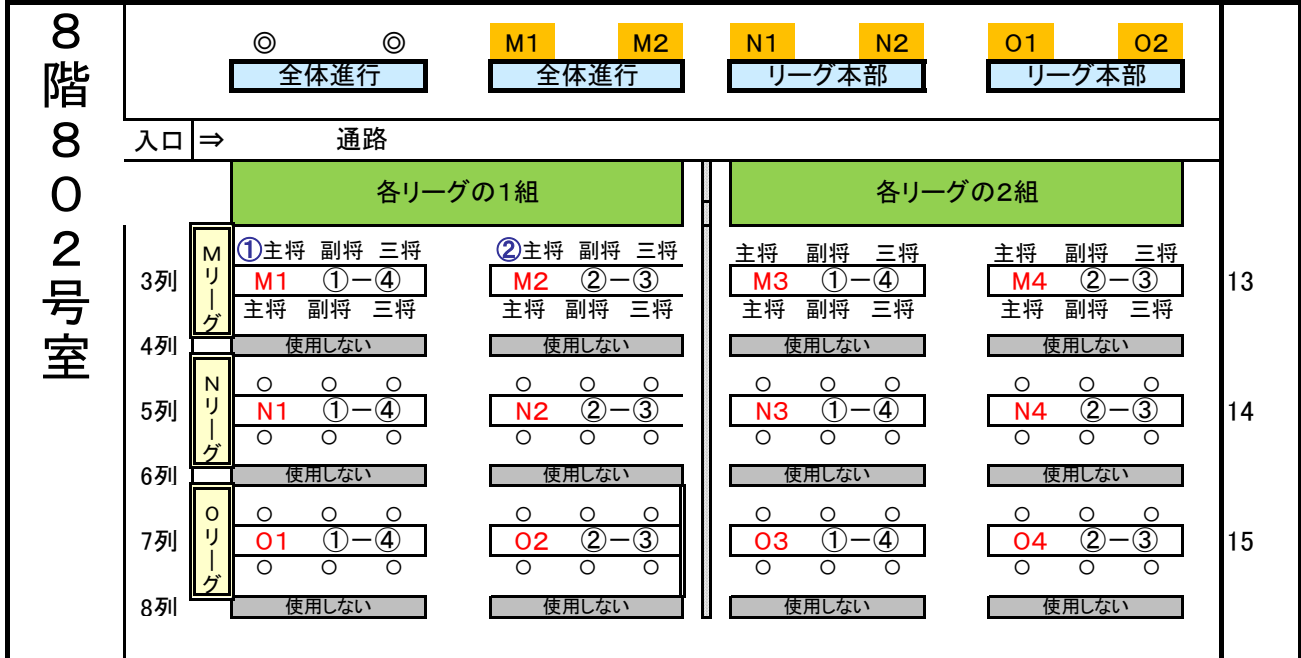 8階802号室
◎ ◎ M1 M2 N1 N2 O1 O2
全体進行 全体進行 リーグ本部 リーグ本部
入口 ⇒ 通路
各リーグの1組 各リーグの2組
Mリーグ
①主将 副将 三将 ②主将 副将 三将 主将 副将 三将 主将 副将 三将
3列 M1 ①−④ M2 ②−③ M3 ①−④ M4 ②−③ 13
主将 副将 三将 主将 副将 三将 主将 副将 三将 主将 副将 三将
4列 使用しない 使用しない 使用しない 使用しない
Nリーグ
○ ○ ○ ○ ○ ○ ○ ○ ○ ○ ○ ○
5列 N1 ①−④ N2 ②−③ N3 ①−④ N4 ②−③ 14
○ ○ ○ ○ ○ ○ ○ ○ ○ ○ ○ ○
6列 使用しない 使用しない 使用しない 使用しない
Oリーグ
○ ○ ○ ○ ○ ○ ○ ○ ○ ○ ○ ○
7列 O1 ①−④ O2 ②−③ O3 ①−④ O4 ②−③ 15
○ ○ ○ ○ ○ ○ ○ ○ ○ ○ ○ ○
8列 使用しない 使用しない 使用しない 使用しない